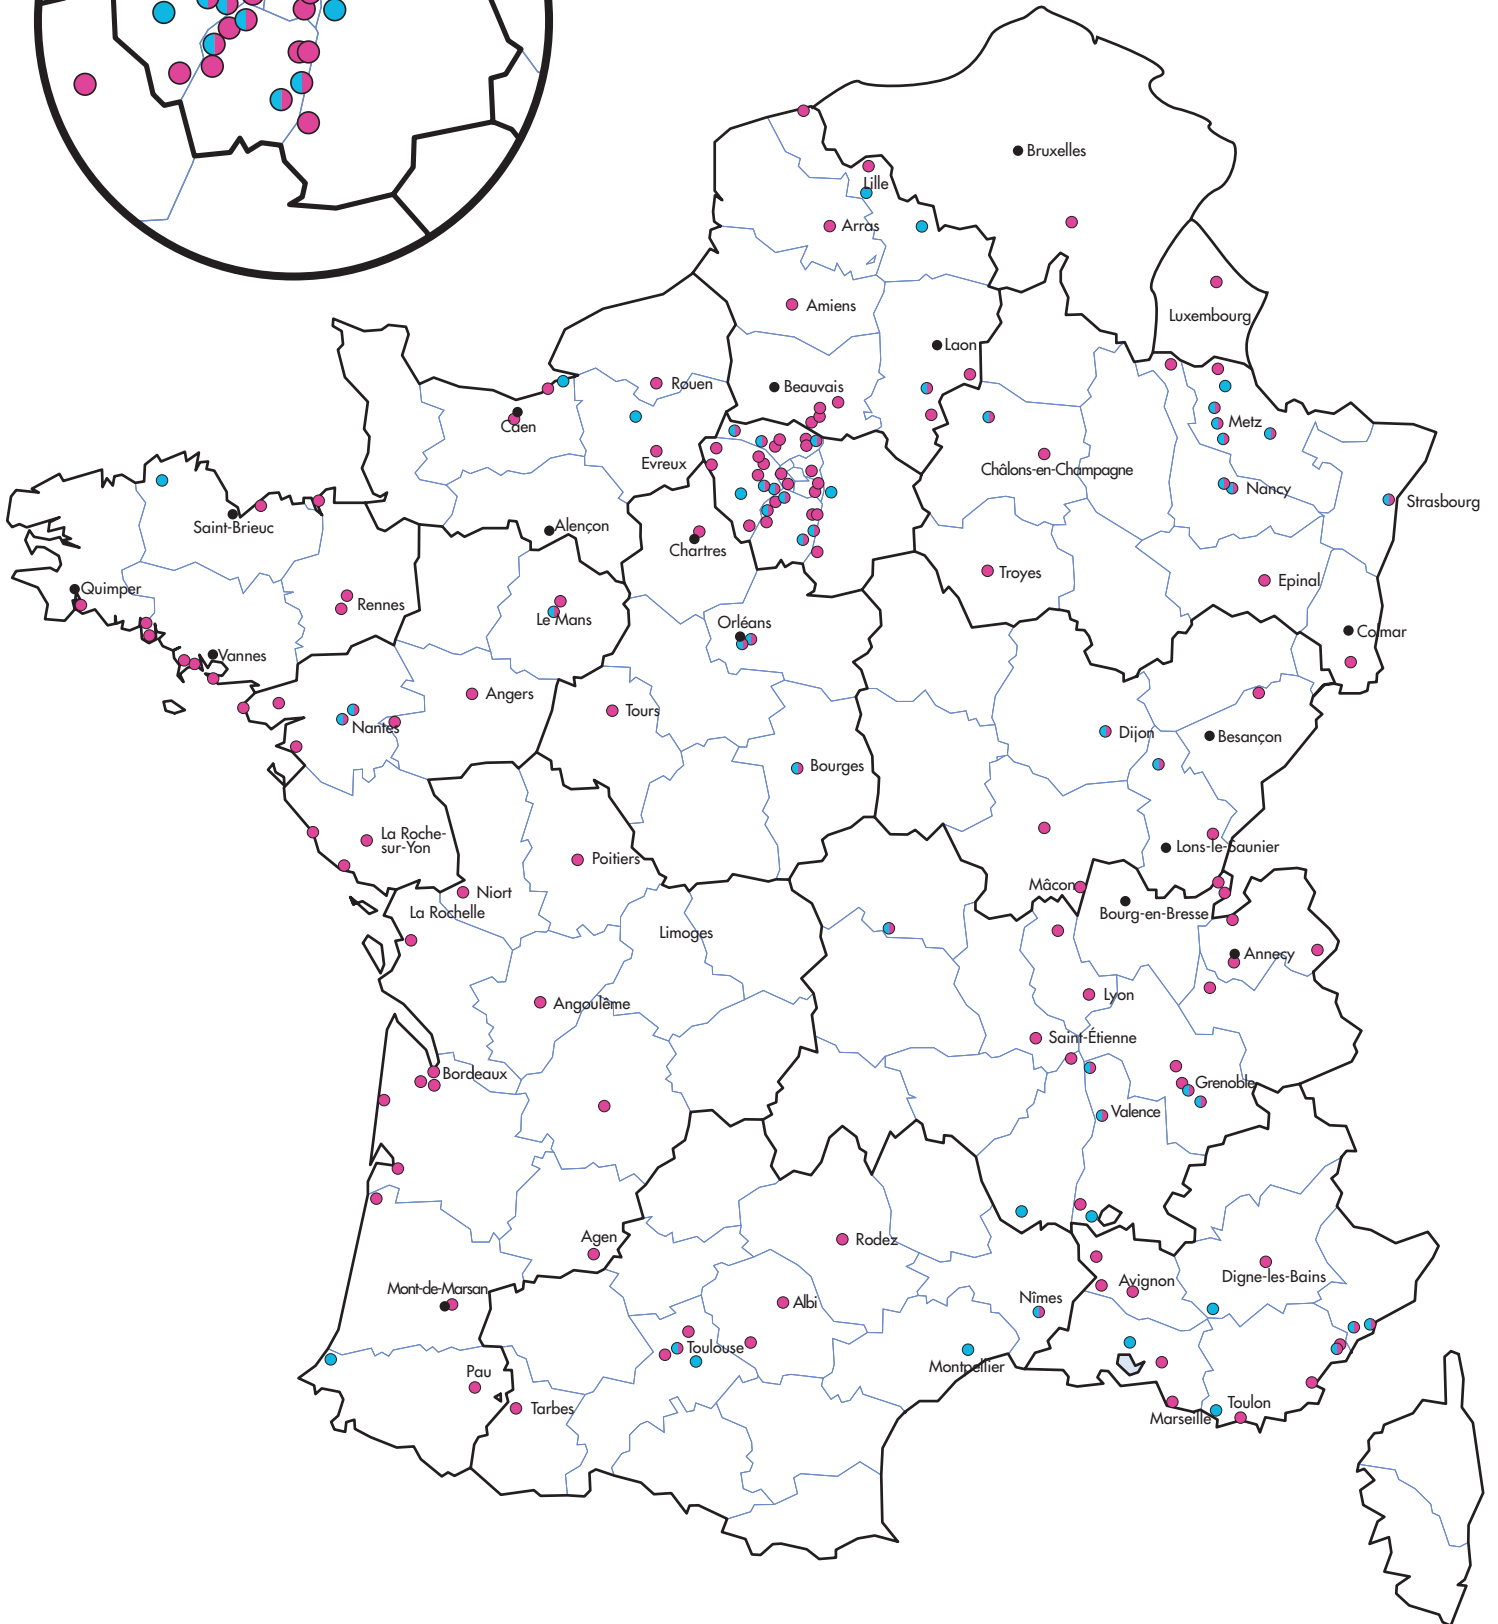 Bruxelles
Lille
Arras
Amiens
Luxembourg
Laon
Rouen
Beauvais
Caen
Metz
Evreux
Châlons-en-Champagne
Nancy
Strasbourg
Saint-Brieuc
Alençon
Chartres
Troyes
Epinal
Quimper
Rennes
Le Mans
Orléans
Colmar
Vannes
Angers
Tours
Nantes
Dijon
Besançon
Bourges
La Roche-
sur-Yon
Poitiers
Lons-le-Saunier
Mâcon
Niort
La Rochelle
Bourg-en-Bresse
Limoges
Annecy
Angoulème
Lyon
Saint-Étienne
Bordeaux
Grenoble
Valence
Agen
Rodez
Mont-de-Marsan
Avignon
Digne-les-Bains
Nîmes
Albi
Toulouse
Montpellier
Pau
Tarbes
Marseille
Toulon